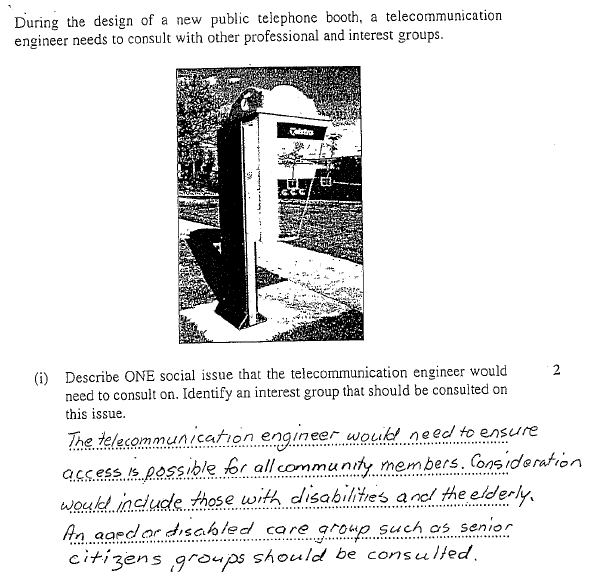 During the design of a new public telephone booth, a telecommunication
engineer needs to consult with other professional and interest groups.
Telstra
(i) Describe ONE social issue that the telecommunication engineer would 2
need to consult on. Identify an interest group that should be consulted on
this issue.
The telecommunication engineer would need to ensure
access is possible for all community members. Consideration
would include those with disabilities and the elderly.
An aged or disabled care group such as senior
citizens groups should be consulted.